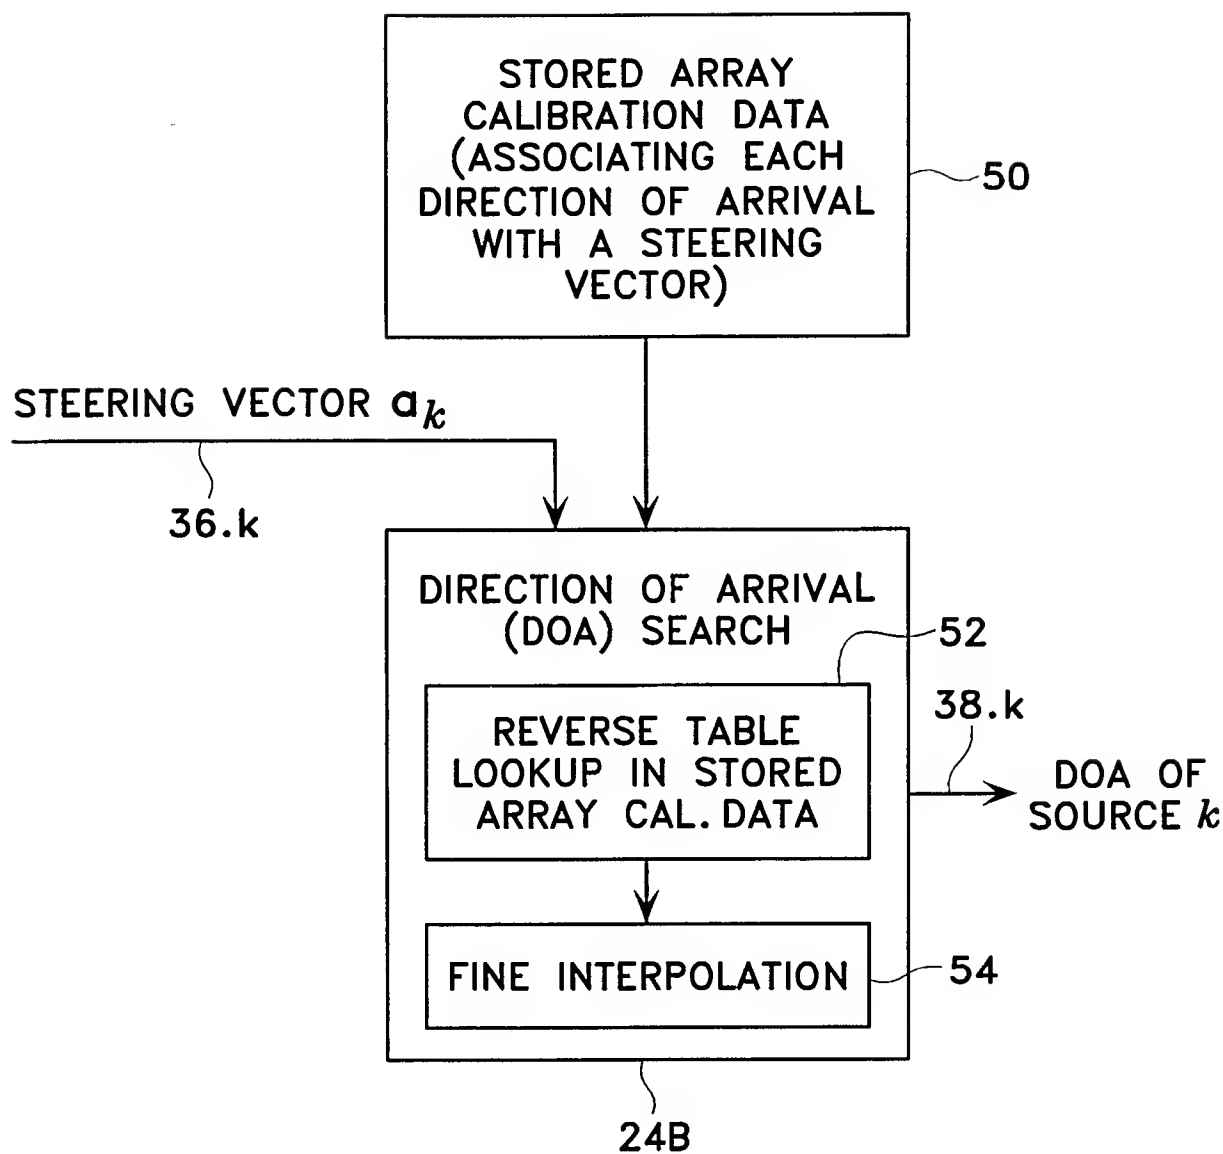 STORED ARRAY
CALIBRATION DATA
(ASSOCIATING EACH
DIRECTION OF ARRIVAL
WITH A STEERING
VECTOR)
50
STEERING VECTOR a_k
36.k
DIRECTION OF ARRIVAL
(DOA) SEARCH
52
REVERSE TABLE
LOOKUP IN STORED
ARRAY CAL. DATA
38.k
DOA OF
SOURCE k
FINE INTERPOLATION
54
24B